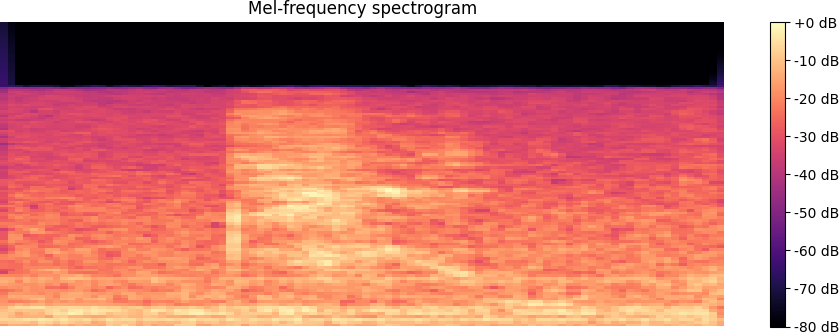 Mel-frequency spectrogram
+0 dB
-10 dB
-20 dB
-30 dB
-40 dB
-50 dB
-60 dB
-70 dB
-80 dB